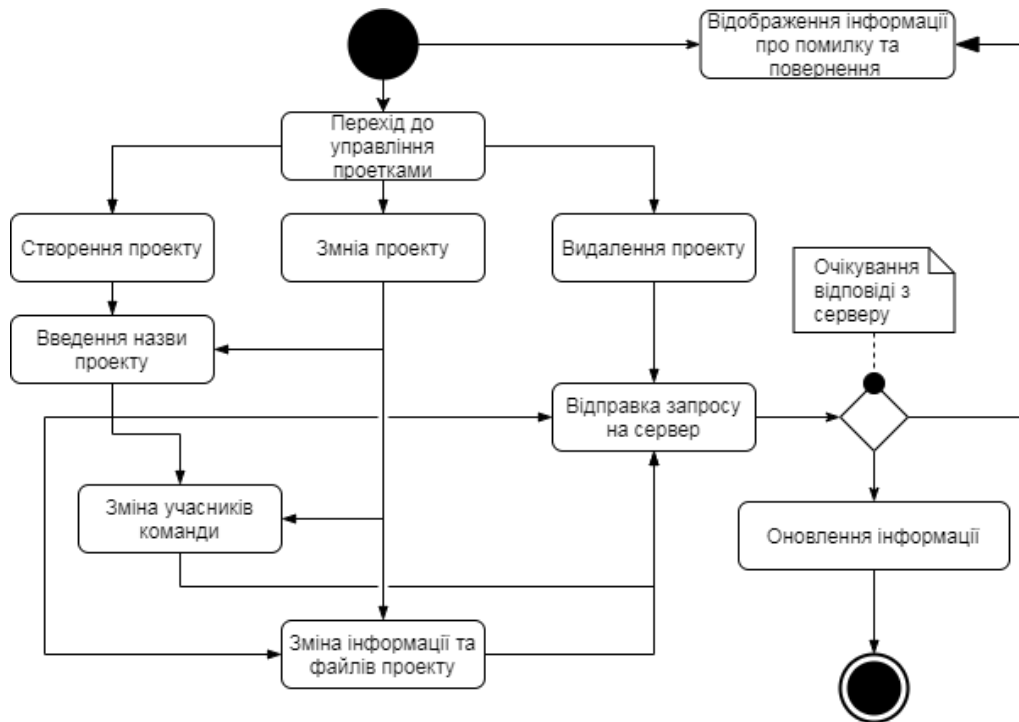 Відображення інформації
про помилку та
повернення
Перехід до
управління
проетками
Створення проекту
Змніа проекту
Видалення проекту
Очікування
відповіді з
серверу
Введення назви
проекту
Відправка запросу
на сервер
Зміна учасників
команди
Оновлення інформації
Зміна інформації та
файлів проекту